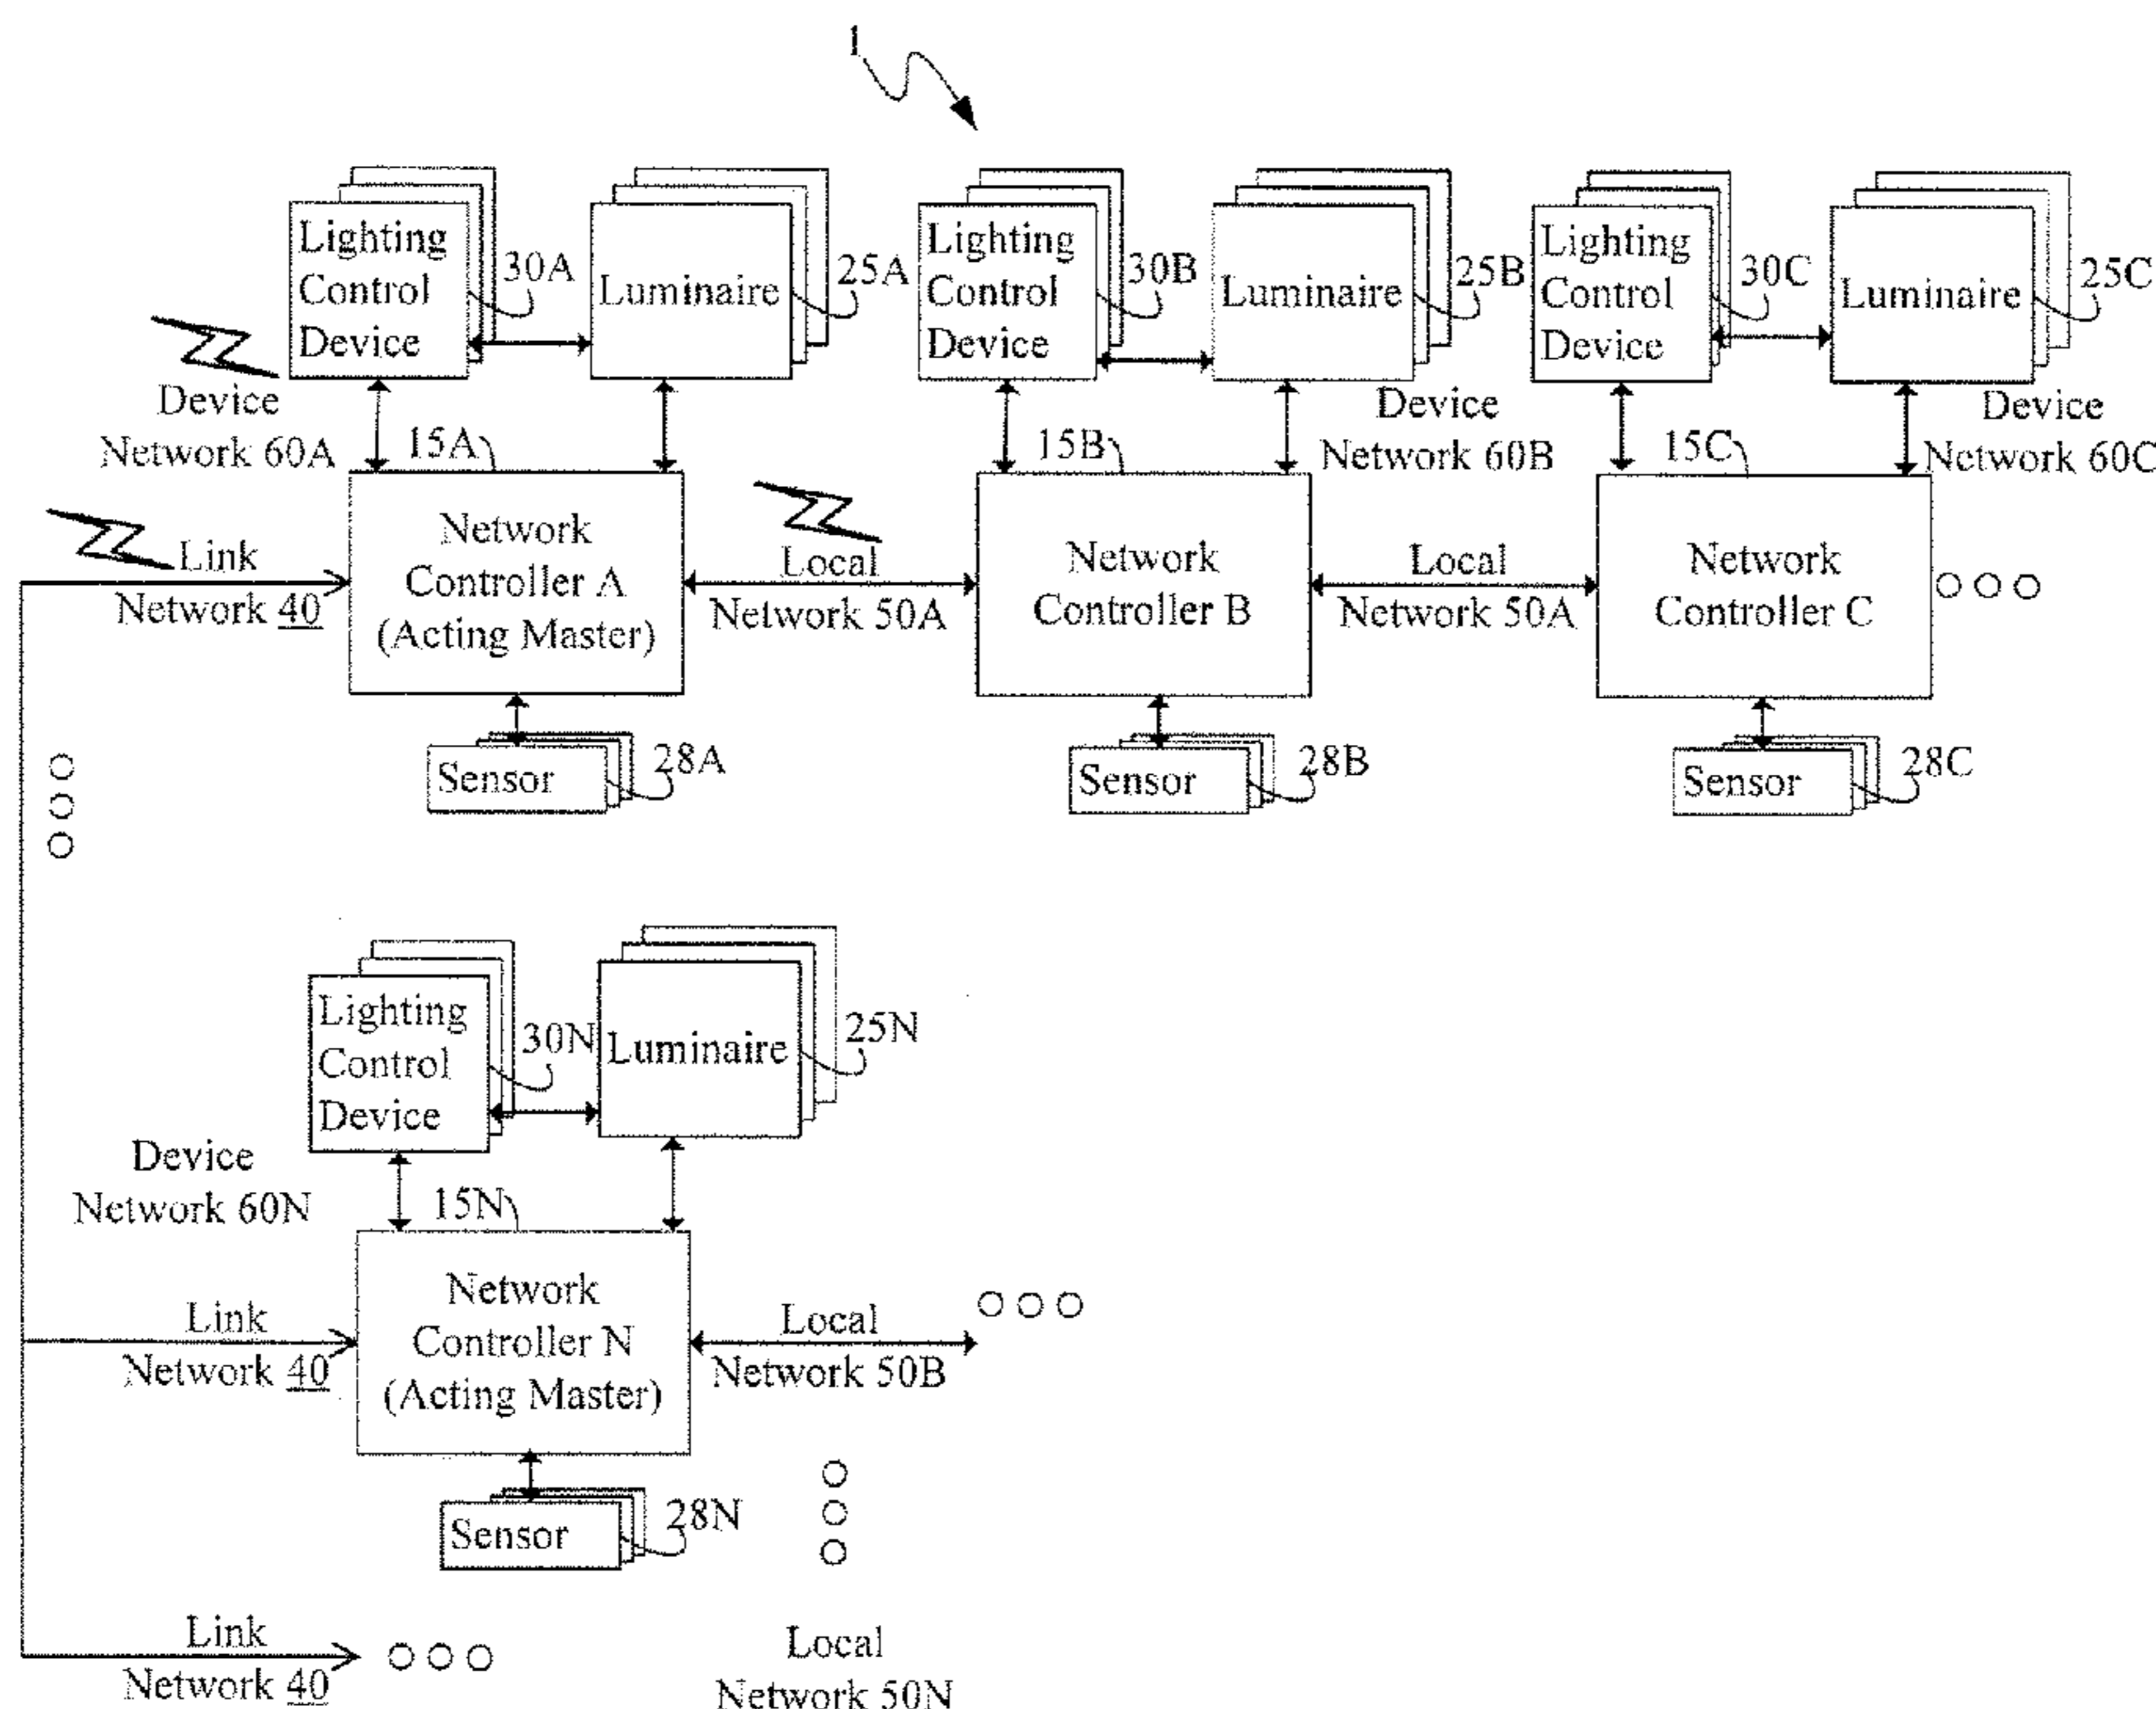 1
Lighting
Control
Device
30A
Luminaire
25A
Lighting
Control
Device
30B
Luminaire
25B
Lighting
Control
Device
30C
Luminaire
25C
Device
Network 60A
15A
Device
Network 60B
15B
Device
Network 60C
15C
Link
Network 40
Network
Controller A
(Acting Master)
Local
Network 50A
Network
Controller B
Local
Network 50A
Network
Controller C
Sensor
28A
Sensor
28B
Sensor
28C
Lighting
Control
Device
30N
Luminaire
25N
Device
Network 60N
15N
Link
Network 40
Network
Controller N
(Acting Master)
Local
Network 50B
Sensor
28N
Link
Network 40
Local
Network 50N